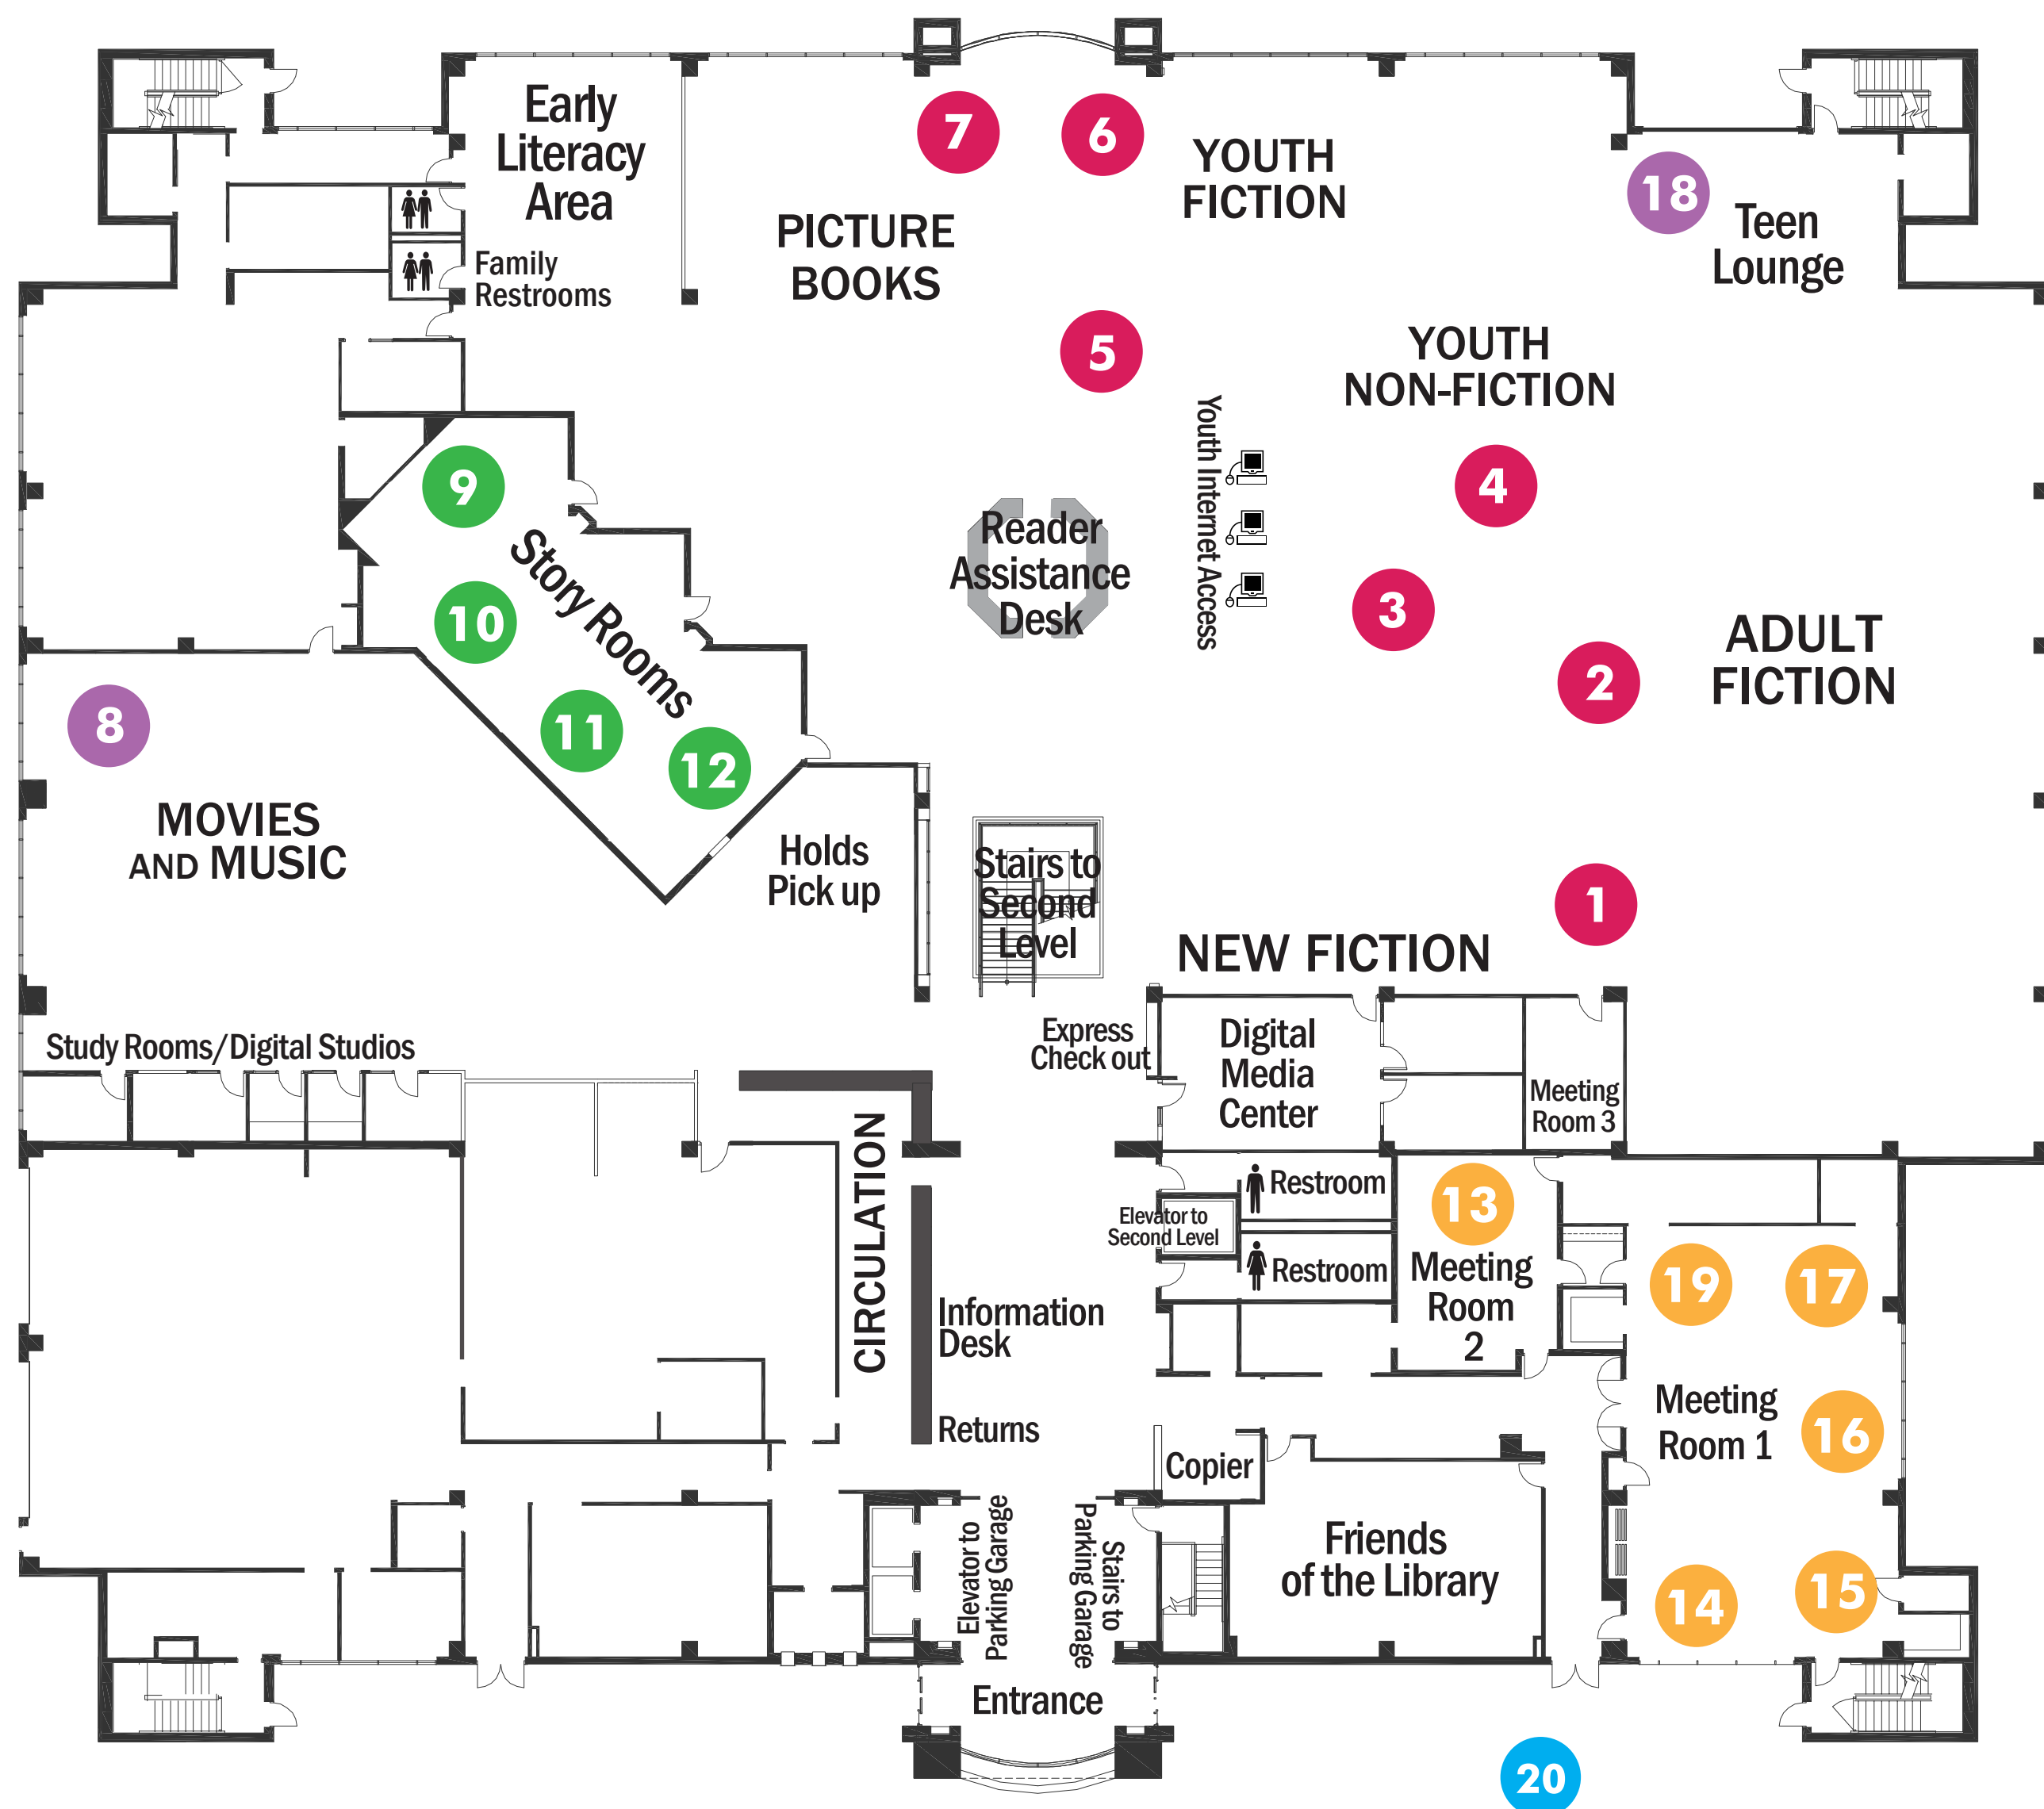 7
6
18
Early
Literacy
Area
YOUTH
FICTION
PICTURE
BOOKS
Teen
Lounge
Family
Restrooms
5
YOUTH
NON-FICTION
Youth Internet Access
9
4
Story Rooms
Reader
Assistance
Desk
10
3
11
12
2
ADULT
FICTION
8
MOVIES
AND MUSIC
Holds
Pick up
Stairs to
Second
Level
1
NEW FICTION
Study Rooms/Digital Studios
Express
Check out
Digital
Media
Center
Meeting
Room 3
CIRCULATION
Restroom
13
Elevator to
Second Level
Restroom
Meeting
Room
2
19
17
Information
Desk
Returns
Meeting
Room 1
16
Copier
Elevator to
Parking Garage
Stairs to
Parking Garage
Friends
of the Library
14
15
Entrance
20